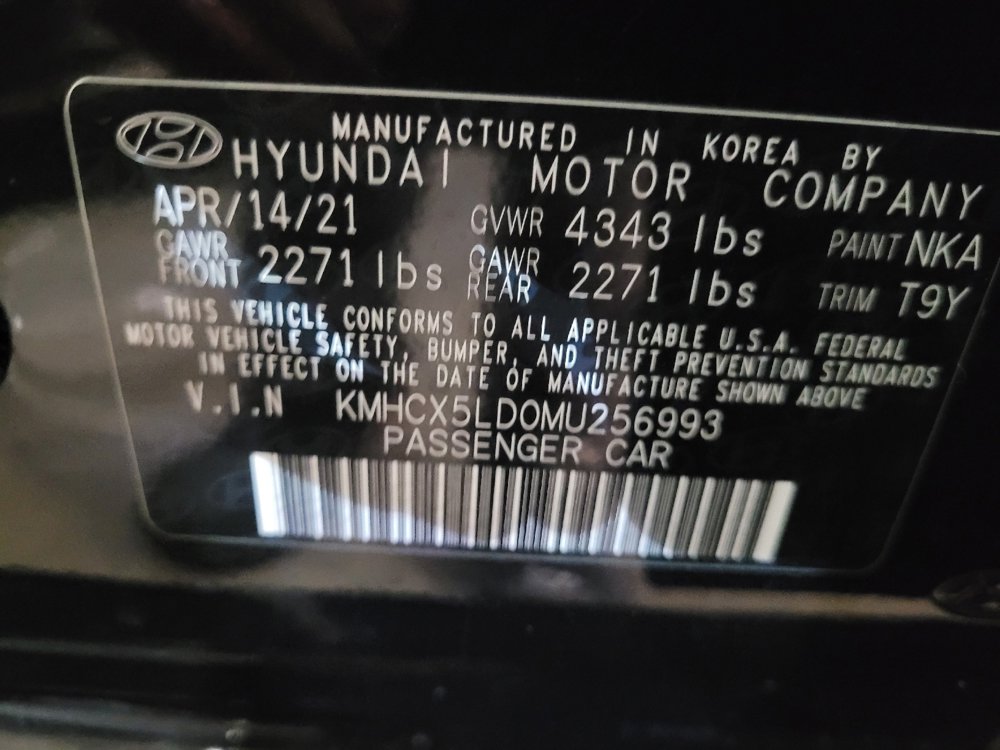 MANUFACTURED IN KOREA BY
HYUNDAI MOTOR COMPANY
APR/14/21 GVWR 4343 lbs PAINT NKA
GAWR FRONT 2271 lbs GAWR REAR 2271 lbs TRIM T9Y
THIS VEHICLE CONFORMS TO ALL APPLICABLE U.S.A. FEDERAL
MOTOR VEHICLE SAFETY, BUMPER, AND THEFT PREVENTION STANDARDS
IN EFFECT ON THE DATE OF MANUFACTURE SHOWN ABOVE
V.I.N KMHCX5LD0MU256993
PASSENGER CAR